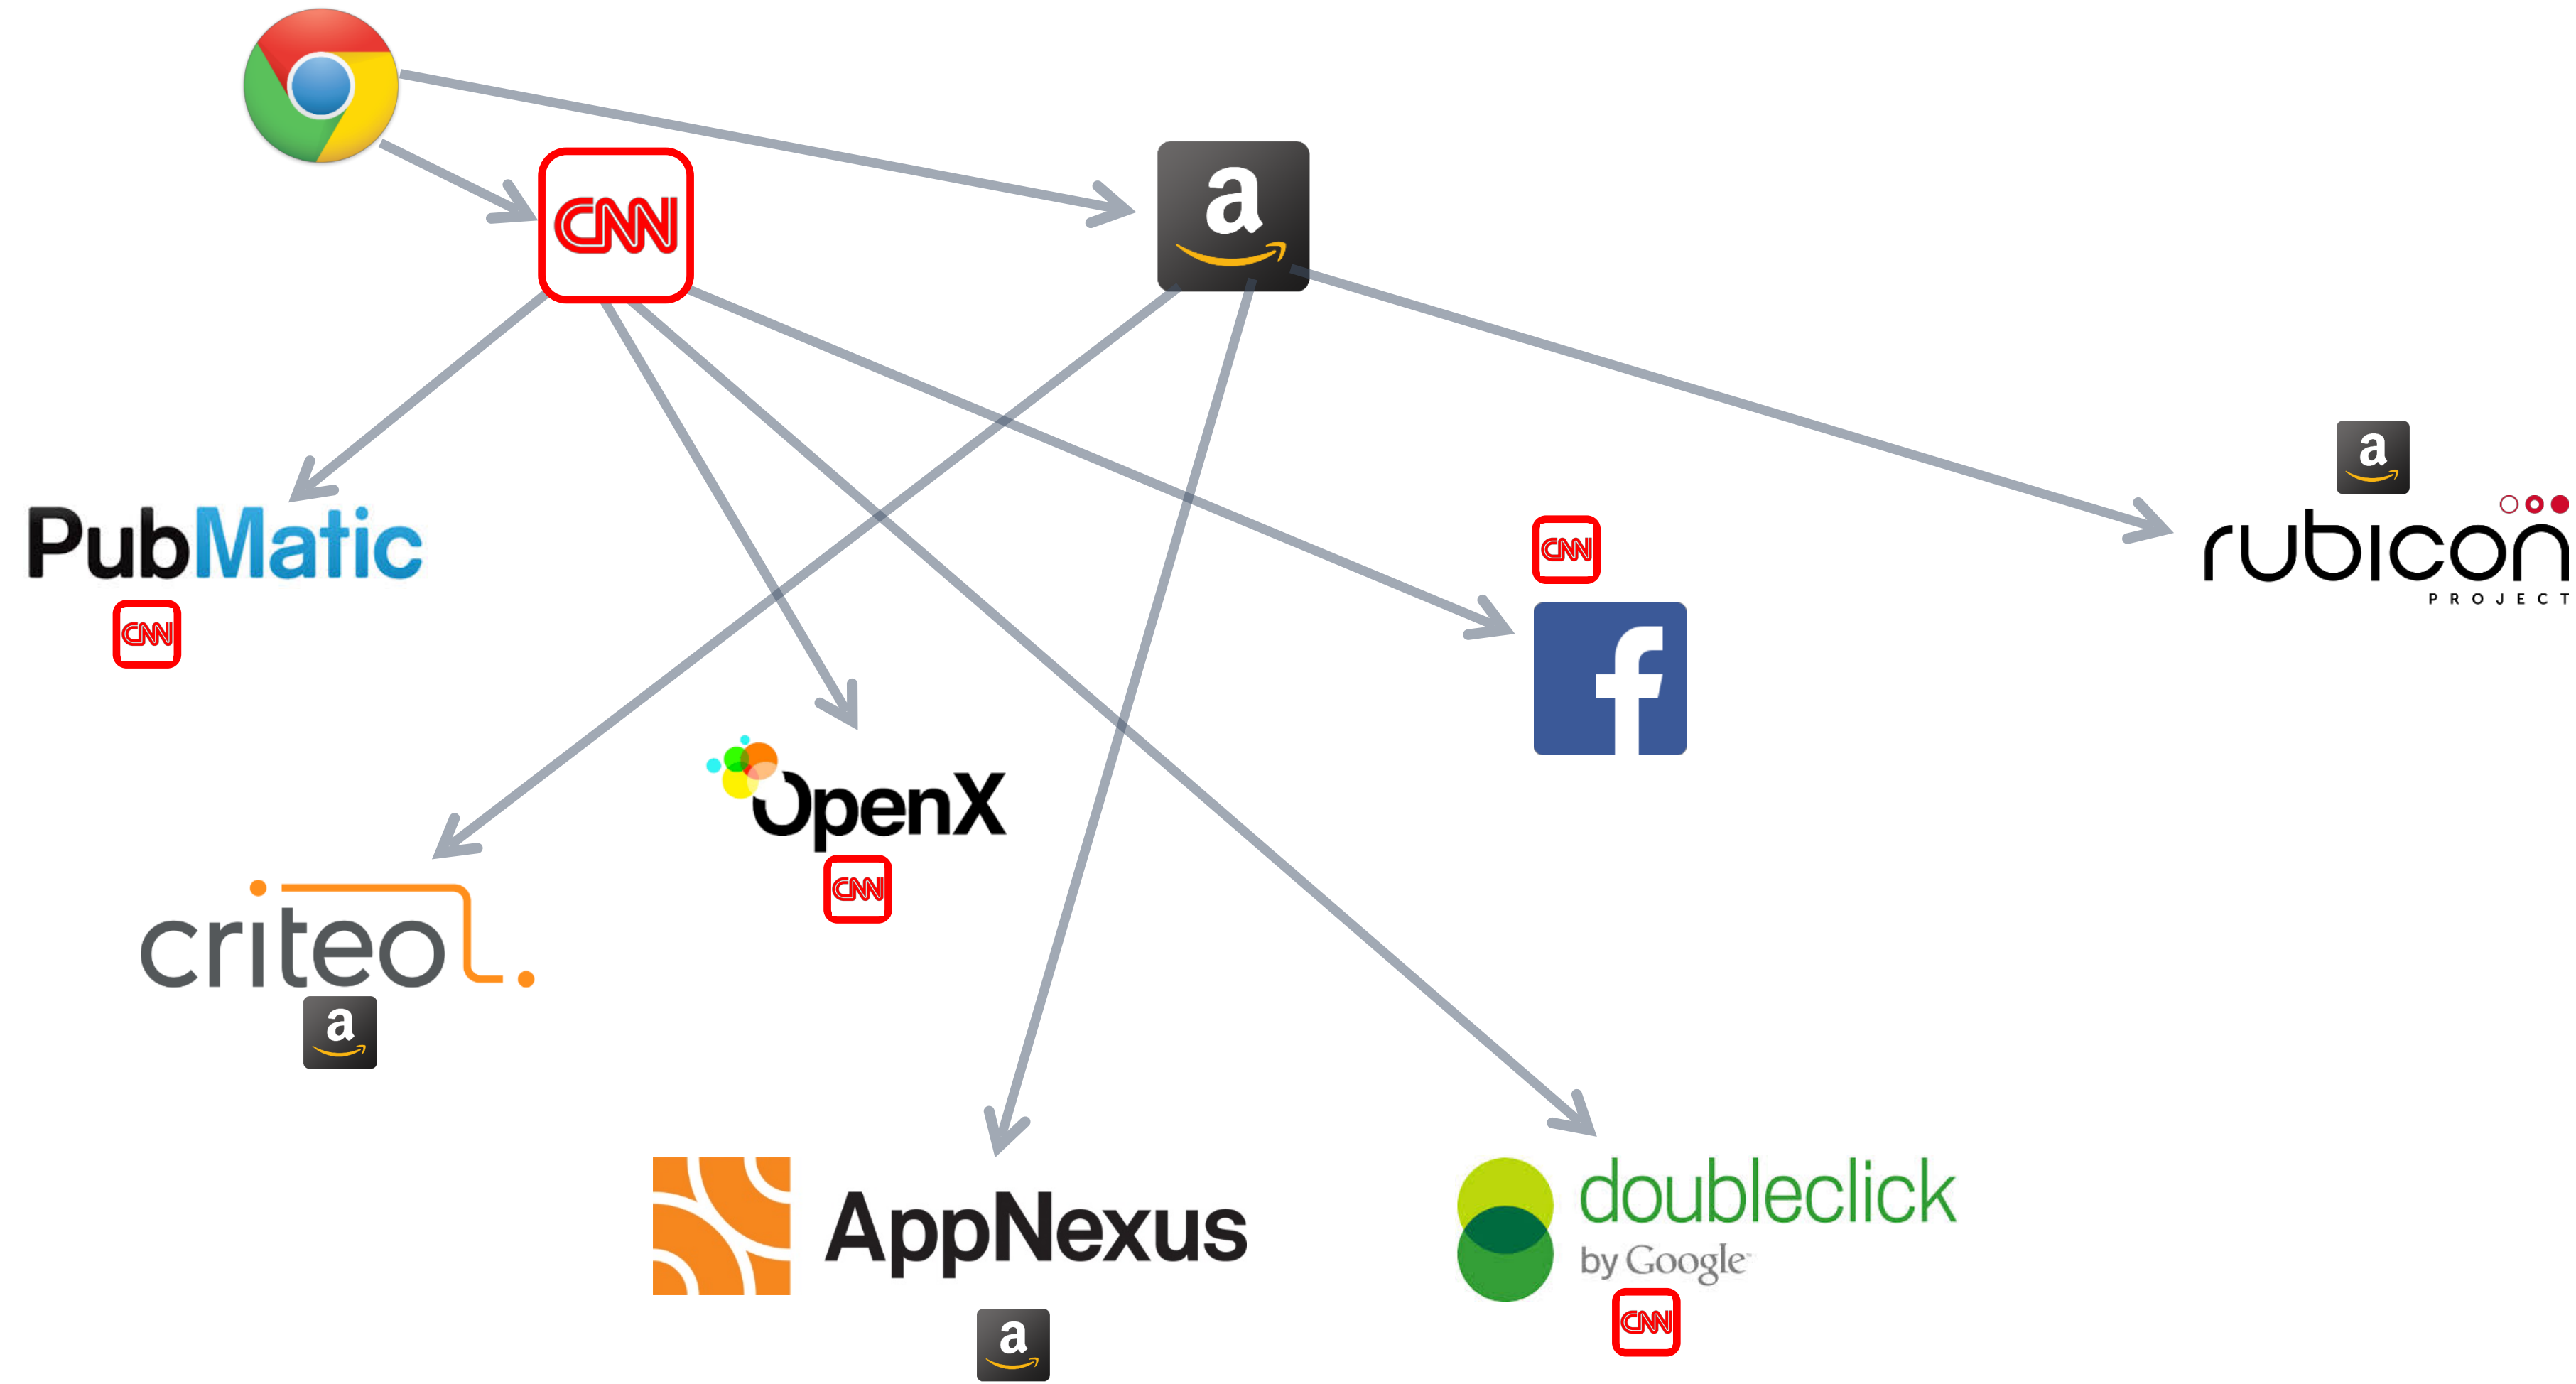 CNN
a
a
PubMatic
CNN
rubicon
PROJECT
CNN
f
OpenX
CNN
criteo
a
AppNexus
doubleclick
by Google
CNN
a